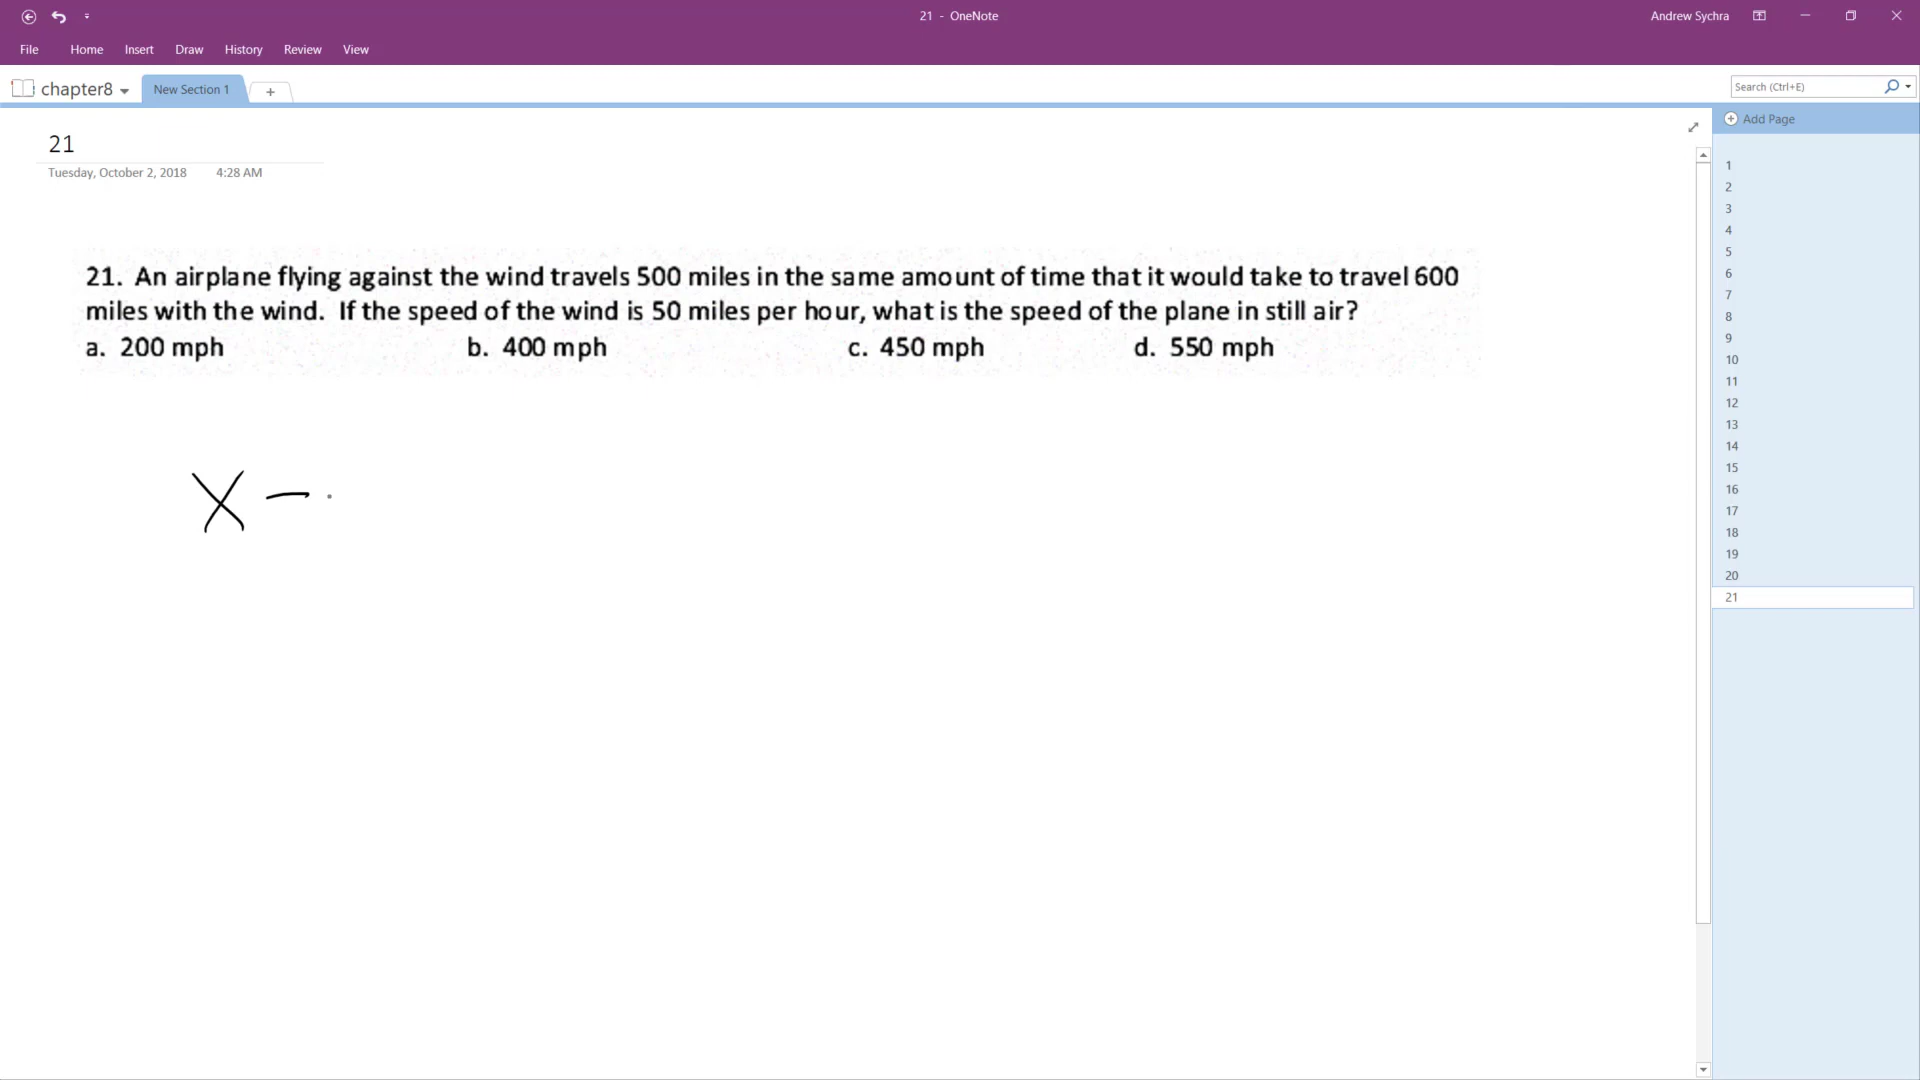 21 - OneNote
Andrew Sychra
File Home Insert Draw History Review View
chapter8
New Section 1
+
Search (Ctrl+E)
Add Page
21
Tuesday, October 2, 2018 4:28 AM
21. An airplane flying against the wind travels 500 miles in the same amount of time that it would take to travel 600
miles with the wind. If the speed of the wind is 50 miles per hour, what is the speed of the plane in still air?
a. 200 mph b. 400 mph c. 450 mph d. 550 mph
X -
1
2
3
4
5
6
7
8
9
10
11
12
13
14
15
16
17
18
19
20
21